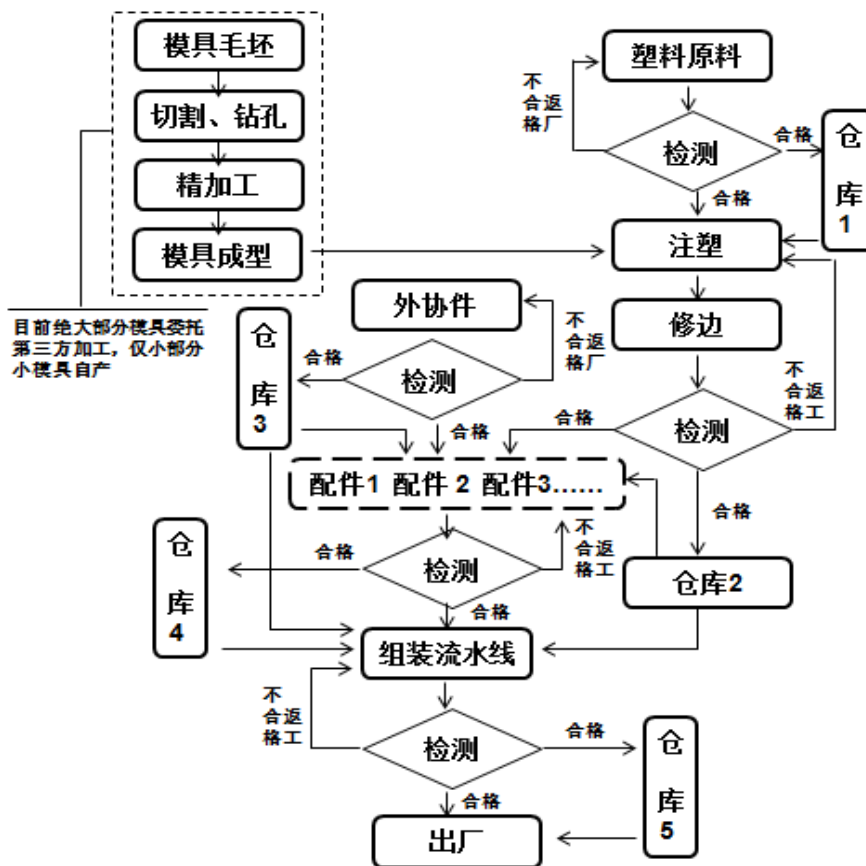 模具毛坯
切割、钻孔
精加工
模具成型
目前绝大部分模具委托
第三方加工，仅小部分
小模具自产
塑料原料
不合格返厂
检测
合格
仓库1
合格
注塑
修边
不合格返工
检测
合格
合格
仓库2
外协件
不合格返厂
检测
合格
仓库3
合格
配件1 配件2 配件3……
不合格返工
检测
合格
仓库4
合格
组装流水线
不合格返工
检测
合格
仓库5
合格
出厂